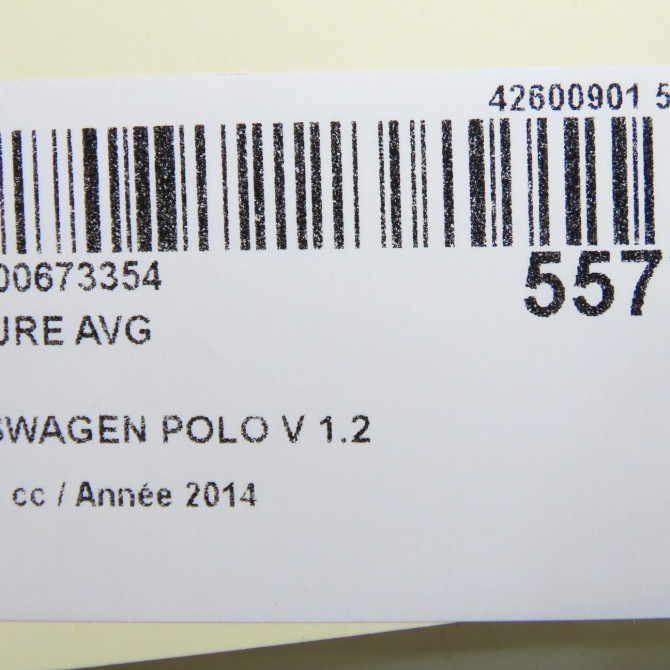 42600901 5
00673354
557
URE AVG
SWAGEN POLO V 1.2
cc / Année 2014